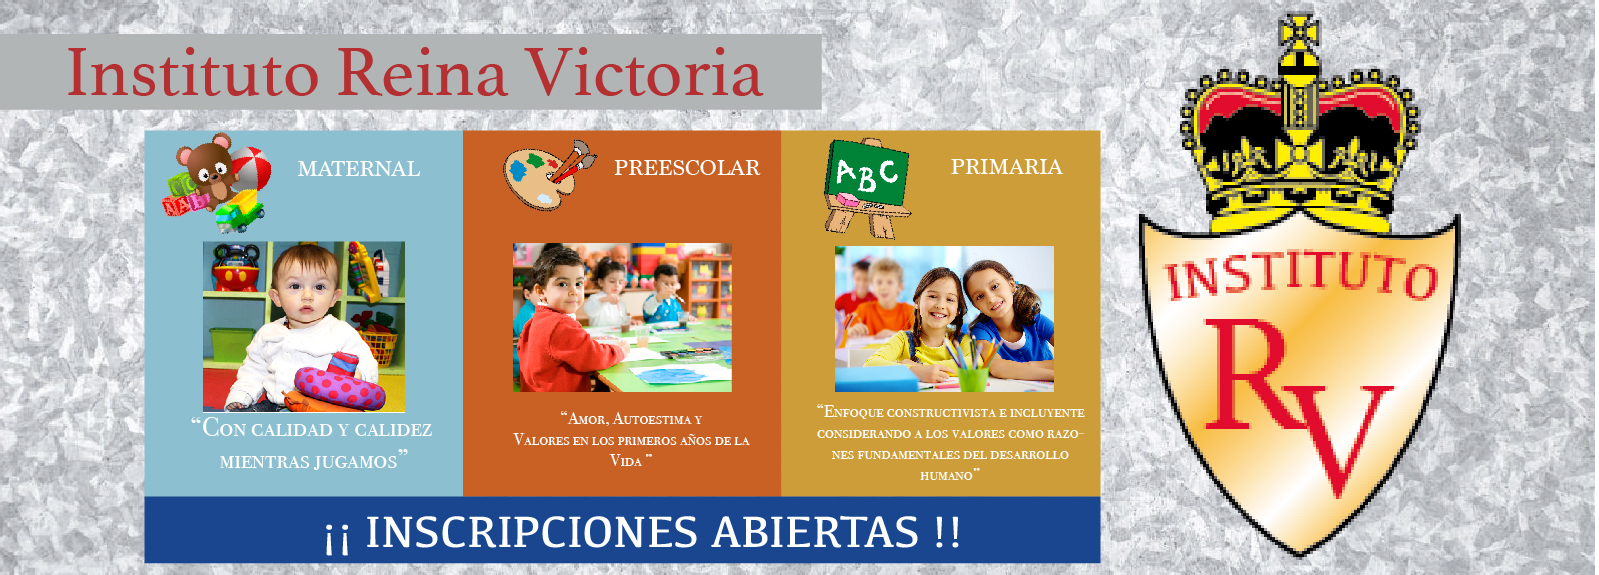 Instituto Reina Victoria
MATERNAL
PREESCOLAR
PRIMARIA
ABC
“CON CALIDAD Y CALIDEZ
MIENTRAS JUGAMOS”
“AMOR, AUTOESTIMA Y
VALORES EN LOS PRIMEROS AÑOS DE LA
VIDA ”
“ENFOQUE CONSTRUCTIVISTA E INCLUYENTE
CONSIDERANDO A LOS VALORES COMO RAZO-
NES FUNDAMENTALES DEL DESARROLLO
HUMANO”
¡¡ INSCRIPCIONES ABIERTAS !!
INSTITUTO
RV